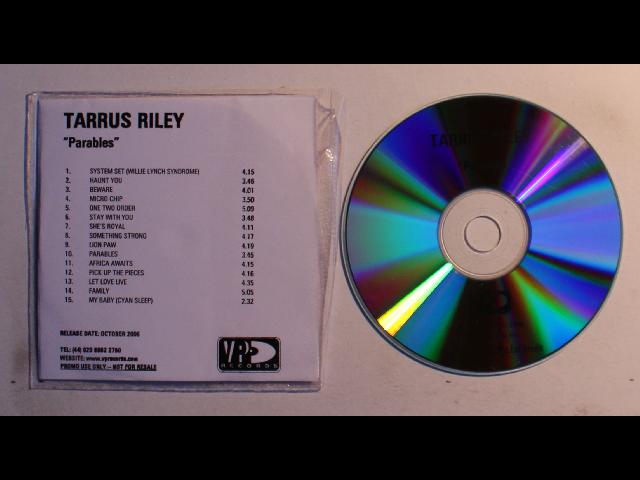 TARRUS RILEY
"Parables"
1. SYSTEM SET (WILLIE LYNCH SYNDROME) 4.15
2. HAUNT YOU 3.46
3. BEWARE 4.01
4. MICRO CHIP 3.50
5. ONE TWO ORDER 5.09
6. STAY WITH YOU 3.48
7. SHE'S ROYAL 4.11
8. SOMETHING STRONG 4.17
9. LION PAW 4.19
10. PARABLES 3.45
11. AFRICA AWAITS 4.15
12. PICK UP THE PIECES 4.16
13. LET LOVE LIVE 4.35
14. FAMILY 5.05
15. MY BABY (CYAN SLEEP) 2.32
RELEASE DATE: OCTOBER 2006
TEL: (44) 020 8962 2760
WEBSITE: www.vprecords.com
PROMO USE ONLY – NOT FOR RESALE
VP
RECORDS
TARRUS RILEY